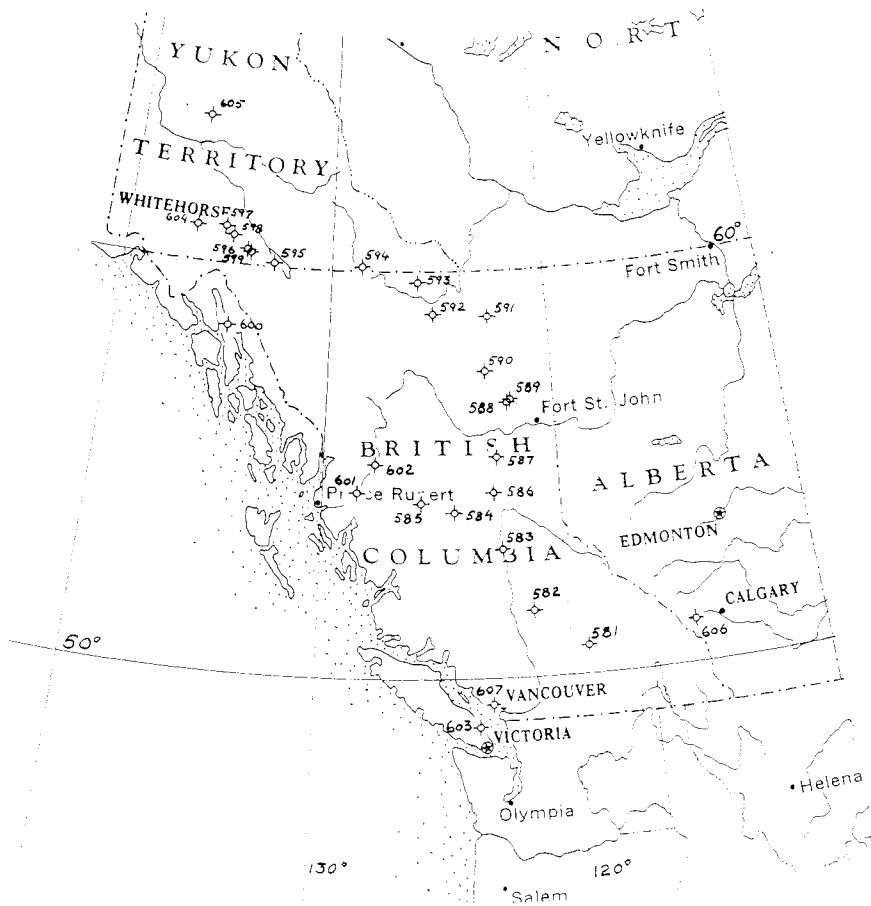 NORT
YUKON
605
Yellowknife
TERRITORY
WHITEHORSE
597
604
598
596
599
595
594
60°
Fort Smith
593
592
591
600
590
589
588
Fort St. John
BRITISH
587
602
ALBERTA
601
Prince Rupert
586
585
584
EDMONTON
583
COLUMBIA
582
CALGARY
581
606
50°
607
VANCOUVER
603
VICTORIA
Helena
Olympia
130°
120°
Salem